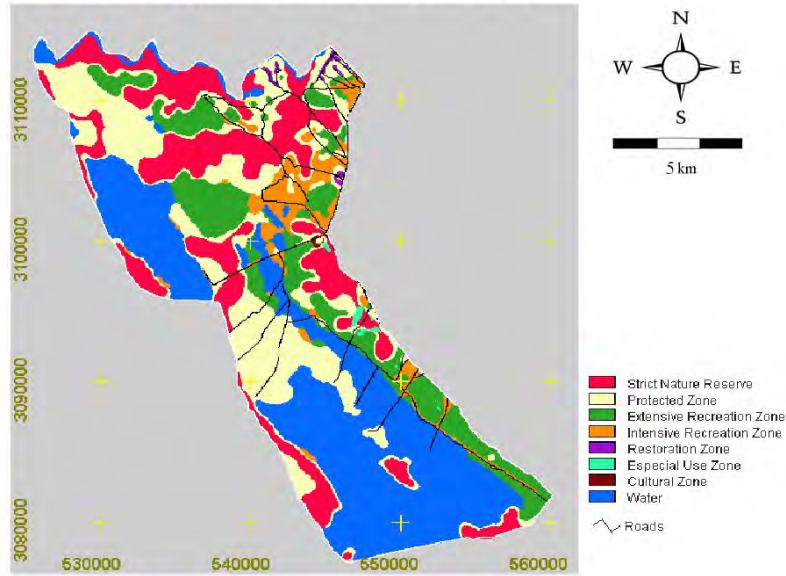 N
W E
S
5 km
3110000
3100000
3090000
3080000
530000 540000 550000 560000
Strict Nature Reserve
Protected Zone
Extensive Recreation Zone
Intensive Recreation Zone
Restoration Zone
Especial Use Zone
Cultural Zone
Water
Roads